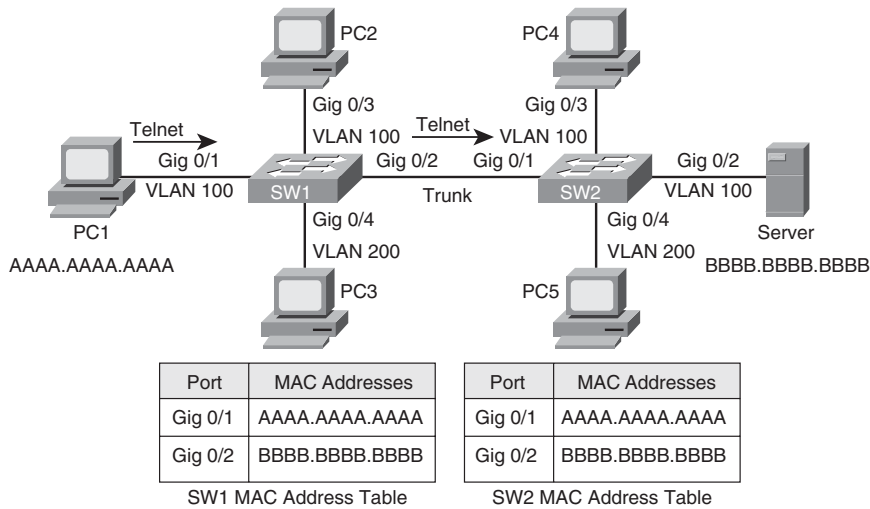 PC2
PC4
Gig 0/3
Gig 0/3
Telnet
VLAN 100
Telnet
VLAN 100
Gig 0/1
Gig 0/2
Gig 0/1
Gig 0/2
VLAN 100
SW1
Trunk
SW2
VLAN 100
PC1
Gig 0/4
Gig 0/4
Server
AAAA.AAAA.AAAA
VLAN 200
VLAN 200
BBBB.BBBB.BBBB
PC3
PC5
Port MAC Addresses
Gig 0/1 AAAA.AAAA.AAAA
Gig 0/2 BBBB.BBBB.BBBB
SW1 MAC Address Table
Port MAC Addresses
Gig 0/1 AAAA.AAAA.AAAA
Gig 0/2 BBBB.BBBB.BBBB
SW2 MAC Address Table